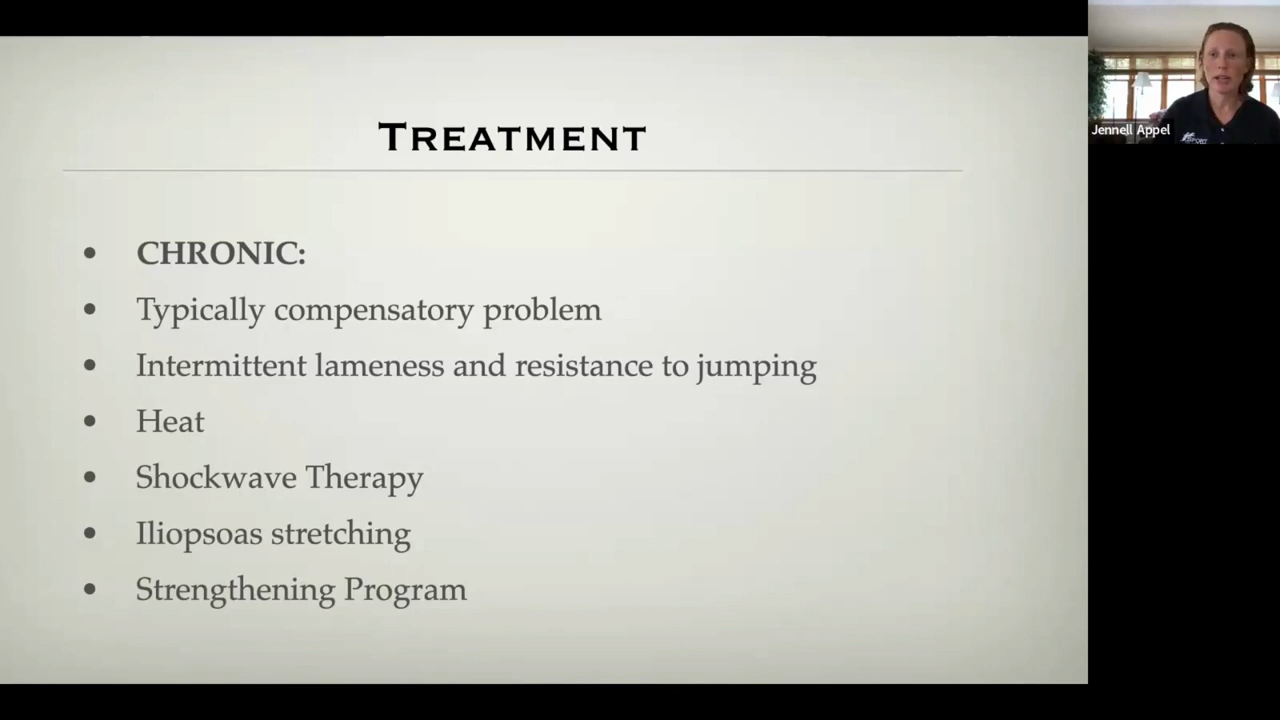 TREATMENT
• CHRONIC:
• Typically compensatory problem
• Intermittent lameness and resistance to jumping
• Heat
• Shockwave Therapy
• Iliopsoas stretching
• Strengthening Program
Jennell Appel